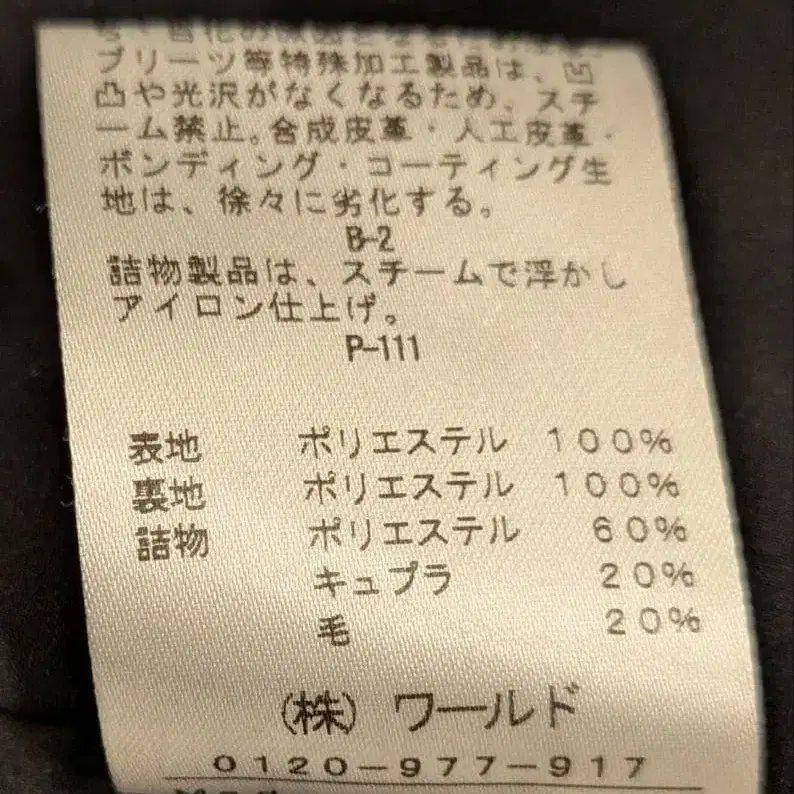 プリーツ等特殊加工製品は、凹
凸や光沢がなくなるため、スチ
ーム禁止。合成皮革・人工皮革・
ボンディング・コーティング生
地は、徐々に劣化する。
B-2
詰物製品は、スチームで浮かし
アイロン仕上げ。
P-111
表地 ポリエステル 100%
裏地 ポリエステル 100%
詰物 ポリエステル 60%
キュプラ 20%
毛 20%
(株) ワールド
0120-977-917